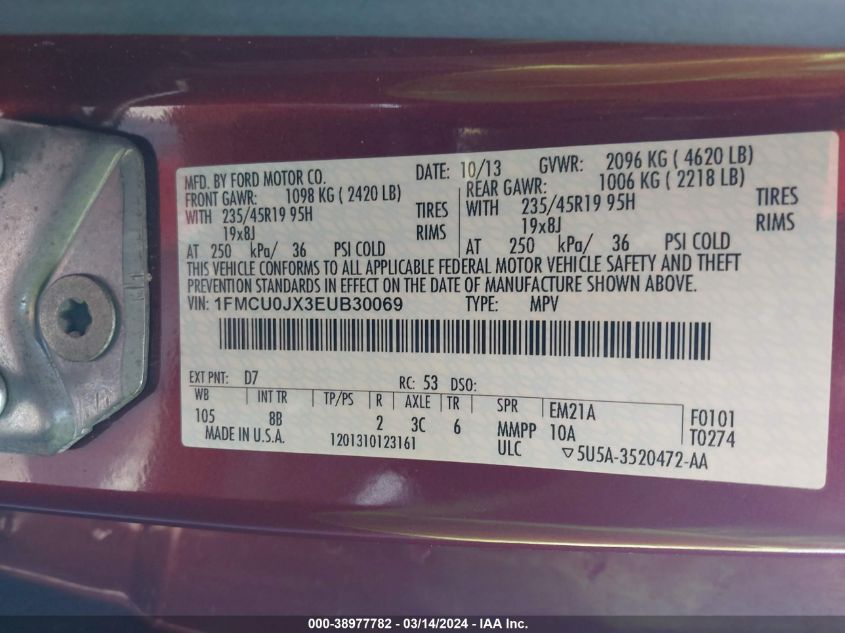 MFD. BY FORD MOTOR CO. DATE: 10/13 GVWR: 2096 KG ( 4620 LB)
FRONT GAWR: 1098 KG ( 2420 LB) REAR GAWR: 1006 KG ( 2218 LB)
WITH 235/45R19 95H TIRES WITH 235/45R19 95H TIRES
19x8J RIMS 19x8J RIMS
AT 250 kPa/ 36 PSI COLD AT 250 kPa/ 36 PSI COLD
THIS VEHICLE CONFORMS TO ALL APPLICABLE FEDERAL MOTOR VEHICLE SAFETY AND THEFT
PREVENTION STANDARDS IN EFFECT ON THE DATE OF MANUFACTURE SHOWN ABOVE.
VIN: 1FMCU0JX3EUB30069 TYPE: MPV
EXT PNT: D7 RC: 53 DSO:
WB INT TR TP/PS R AXLE TR SPR EM21A F0101
105 8B 2 3C 6 MMPP 10A T0274
MADE IN U.S.A. 1201310123161 ULC ▽5U5A-3520472-AA
000-38977782 - 03/14/2024 - IAA Inc.